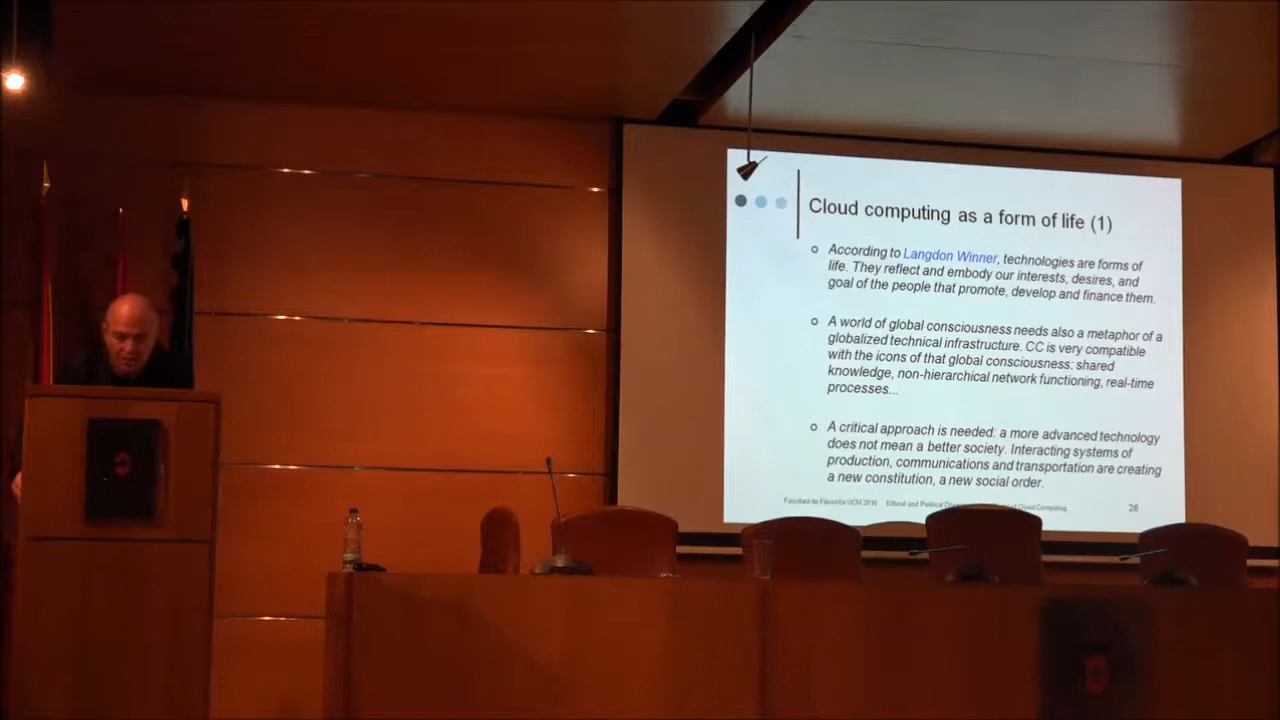 Cloud computing as a form of life (1)
According to Langdon Winner, technologies are forms of
life. They reflect and embody our interests, desires, and
goal of the people that promote, develop and finance them.
A world of global consciousness needs also a metaphor of a
globalized technical infrastructure. CC is very compatible
with the icons of that global consciousness: shared
knowledge, non-hierarchical network functioning, real-time
processes...
A critical approach is needed: a more advanced technology
does not mean a better society. Interacting systems of
production, communications and transportation are creating
a new constitution, a new social order.
Facultad de Filosofía UCM 2016 Ethical and Political of Cloud Computing 26